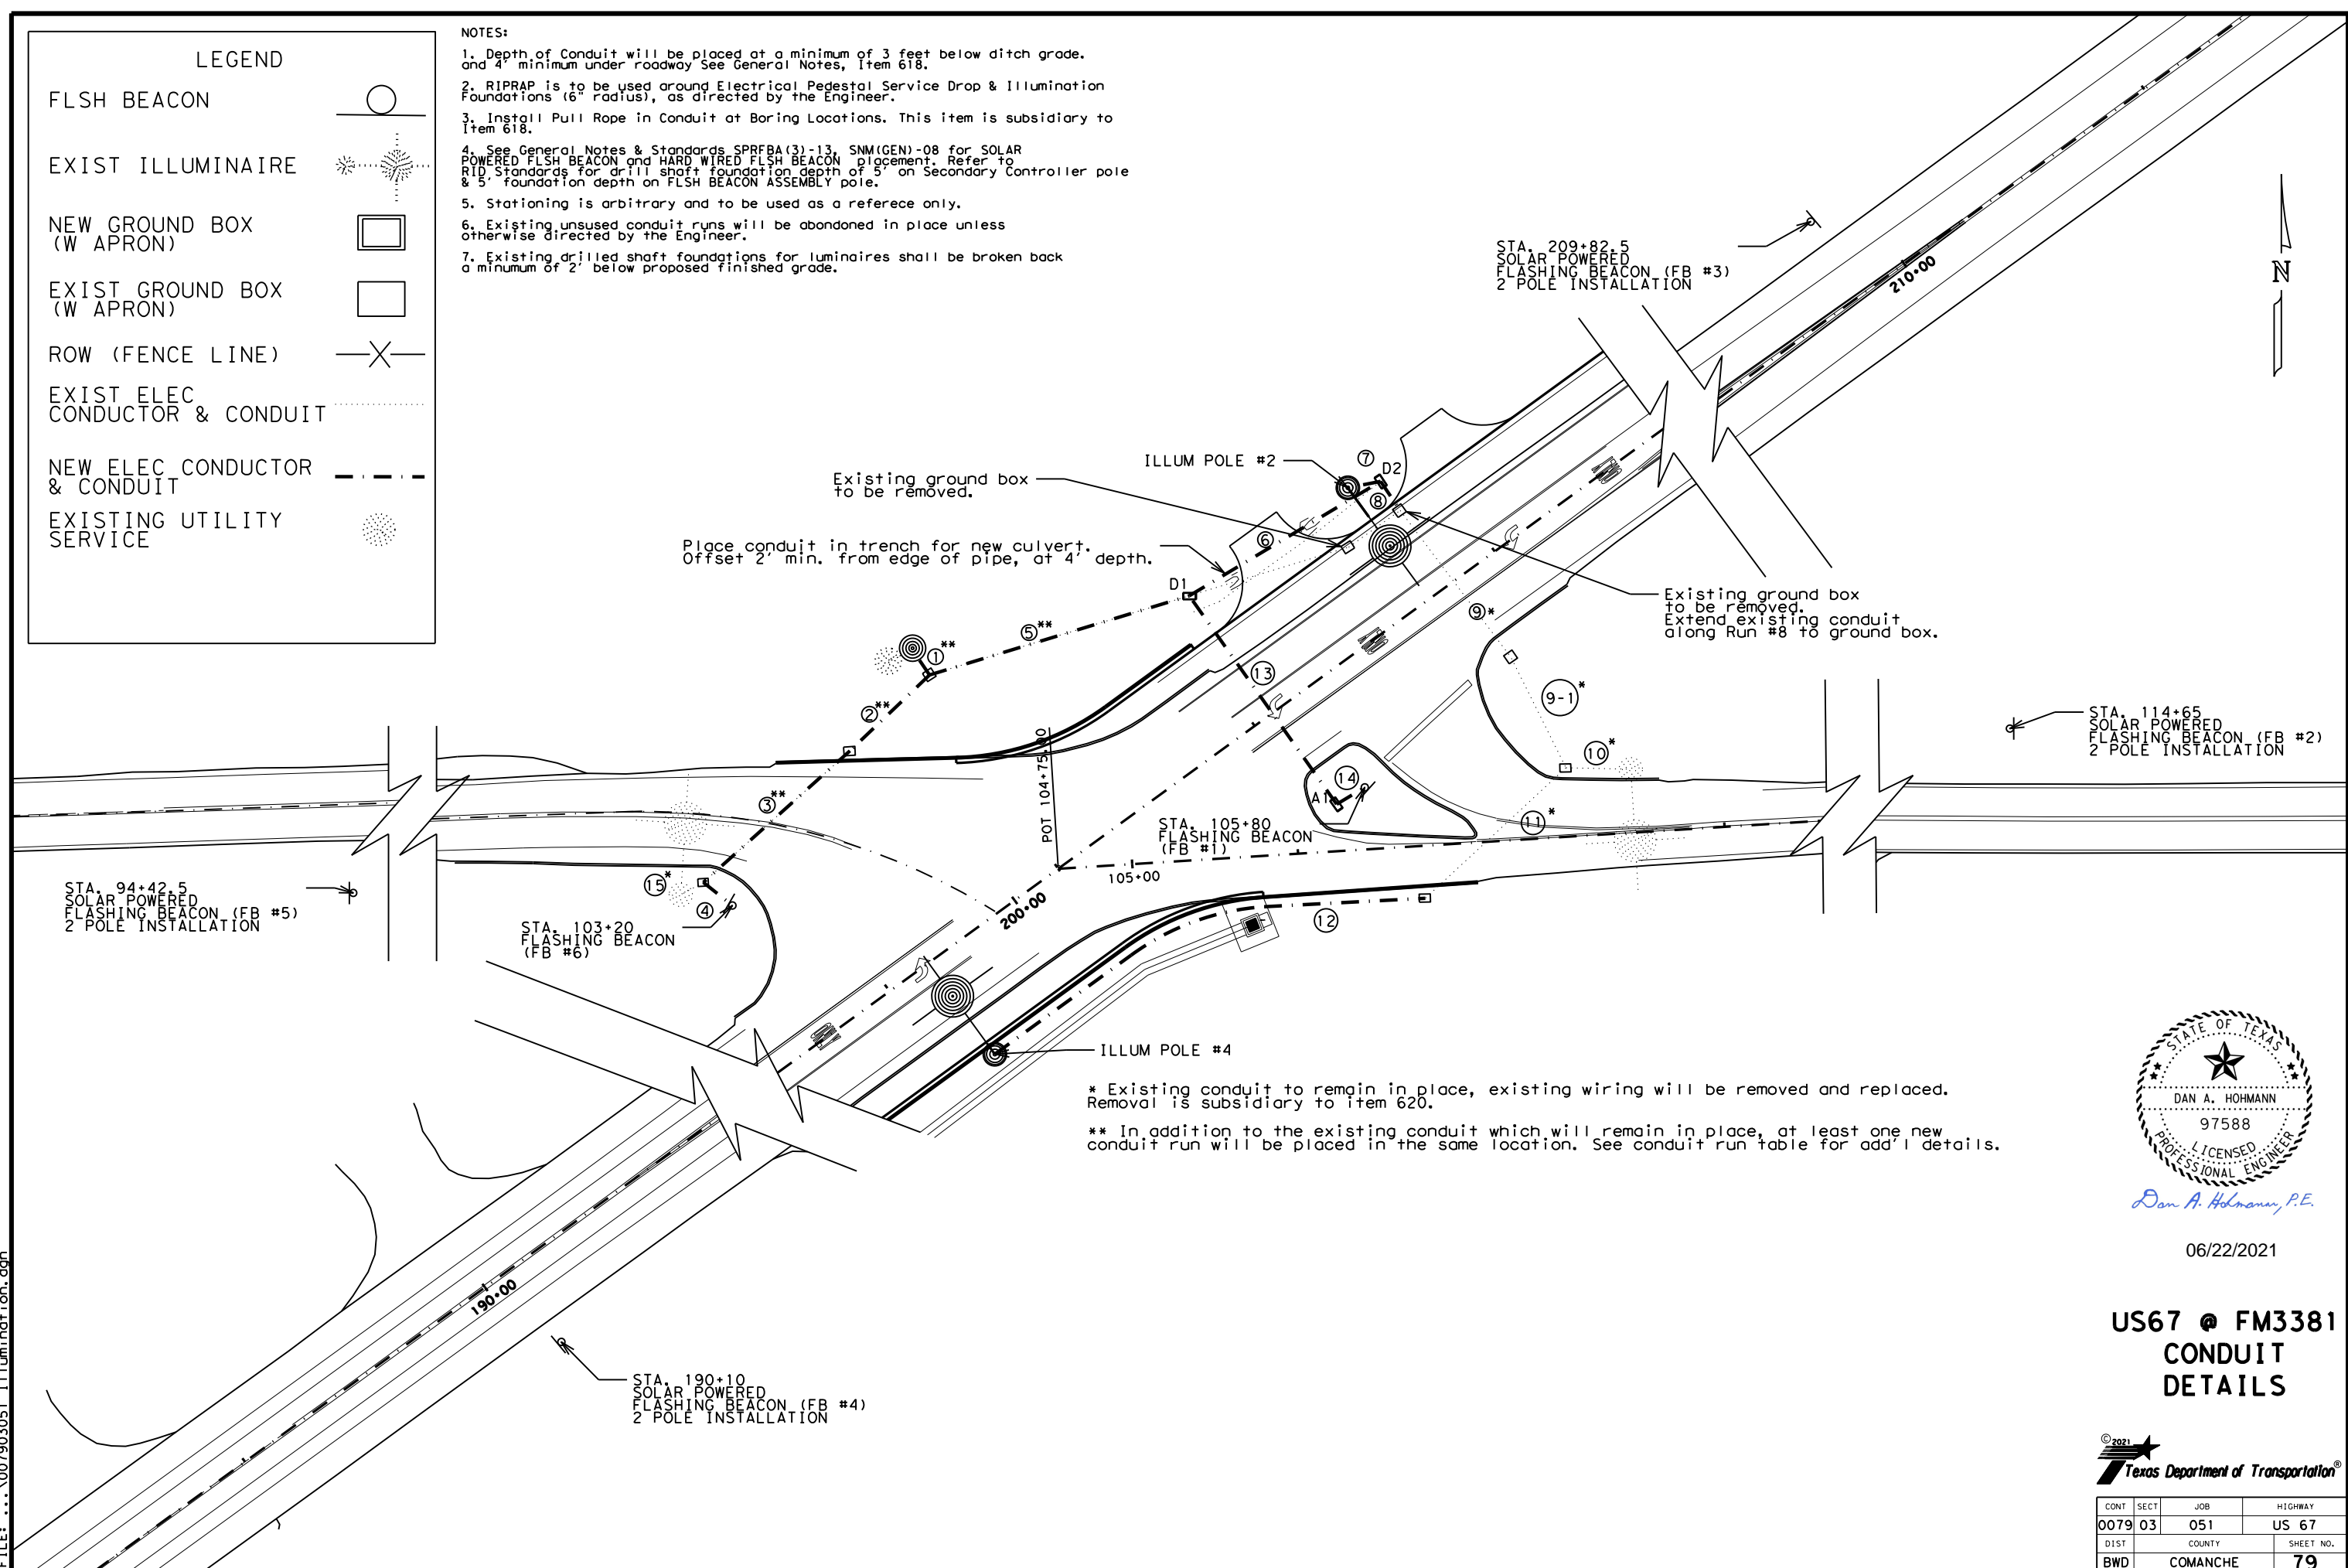 LEGEND
FLSH BEACON
EXIST ILLUMINAIRE
NEW GROUND BOX
(W APRON)
EXIST GROUND BOX
(W APRON)
ROW (FENCE LINE)
EXIST ELEC
CONDUCTOR & CONDUIT
NEW ELEC CONDUCTOR
& CONDUIT
EXISTING UTILITY
SERVICE
NOTES:
1. Depth of Conduit will be placed at a minimum of 3 feet below ditch grade.
and 4' minimum under roadway See General Notes, Item 618.
2. RIPRAP is to be used around Electrical Pedestal Service Drop & Illumination
Foundations (6" radius), as directed by the Engineer.
3. Install Pull Rope in Conduit at Boring Locations. This item is subsidiary to
Item 618.
4. See General Notes & Standards SPRFBA(3)-13, SNM(GEN)-08 for SOLAR
POWERED FLSH BEACON and HARD WIRED FLSH BEACON placement. Refer to
RID Standards for drill shaft foundation depth of 5' on Secondary Controller pole
& 5' foundation depth on FLSH BEACON ASSEMBLY pole.
5. Stationing is arbitrary and to be used as a referece only.
6. Existing unsused conduit runs will be abondoned in place unless
otherwise directed by the Engineer.
7. Existing drilled shaft foundations for luminaires shall be broken back
a minumum of 2' below proposed finished grade.
STA. 209+82.5
SOLAR POWERED
FLASHING BEACON (FB #3)
2 POLE INSTALLATION
210+00
N
ILLUM POLE #2
7
D2
8
Existing ground box
to be removed.
6
Place conduit in trench for new culvert.
Offset 2' min. from edge of pipe, at 4' depth.
D1
Existing ground box
to be removed.
Extend existing conduit
along Run #8 to ground box.
9*
5**
1**
13
9-1*
2**
STA. 114+65
SOLAR POWERED
FLASHING BEACON (FB #2)
2 POLE INSTALLATION
POT 104+75.00
10*
14
A1
3**
11*
STA. 105+80
FLASHING BEACON
(FB #1)
105+00
15*
4
STA. 94+42.5
SOLAR POWERED
FLASHING BEACON (FB #5)
2 POLE INSTALLATION
200+00
12
STA. 103+20
FLASHING BEACON
(FB #6)
ILLUM POLE #4
* Existing conduit to remain in place, existing wiring will be removed and replaced.
Removal is subsidiary to item 620.
** In addition to the existing conduit which will remain in place, at least one new
conduit run will be placed in the same location. See conduit run table for add'l details.
STATE OF TEXAS
DAN A. HOHMANN
97588
LICENSED
PROFESSIONAL ENGINEER
Dan A. Hohmann, P.E.
06/22/2021
190+00
STA. 190+10
SOLAR POWERED
FLASHING BEACON (FB #4)
2 POLE INSTALLATION
US67 @ FM3381
CONDUIT
DETAILS
© 2021
Texas Department of Transportation®
CONT SECT JOB HIGHWAY
0079 03 051 US 67
DIST COUNTY SHEET NO.
BWD COMANCHE 79
FILE: ...\007903051 Illumination.dgn